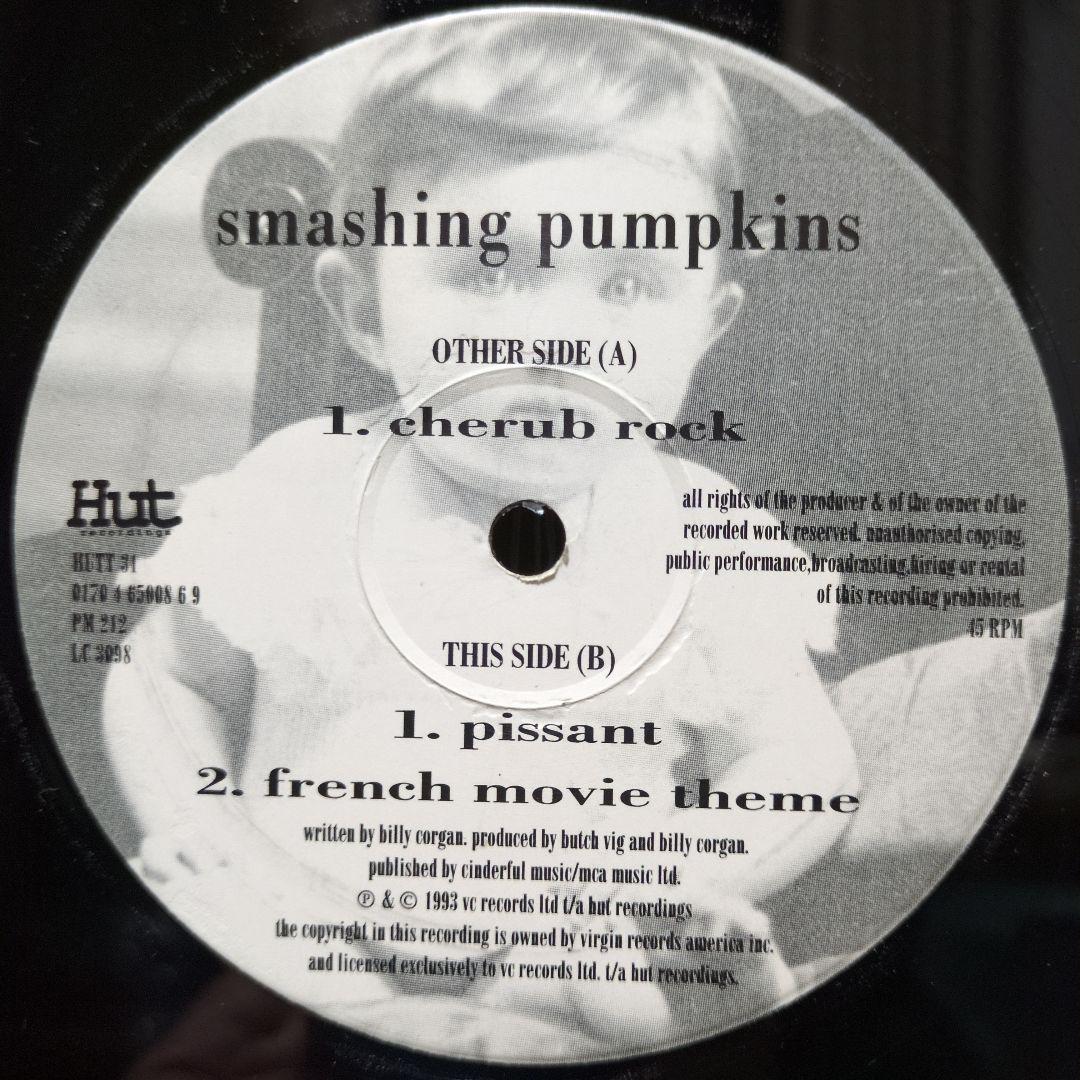 smashing pumpkins
OTHER SIDE (A)
1. cherub rock
Hut
recordings
HUTT 31
0170 4 65008 6 9
PM 212
LC 3098
all rights of the producer & of the owner of the
recorded work reserved. unauthorised copying,
public performance,broadcasting,hiring or rental
of this recording prohibited.
45 RPM
THIS SIDE (B)
1. pissant
2. french movie theme
written by billy corgan. produced by butch vig and billy corgan.
published by cinderful music/mca music ltd.
℗ & © 1993 vc records ltd t/a hut recordings
the copyright in this recording is owned by virgin records america inc.
and licensed exclusively to vc records ltd. t/a hut recordings.